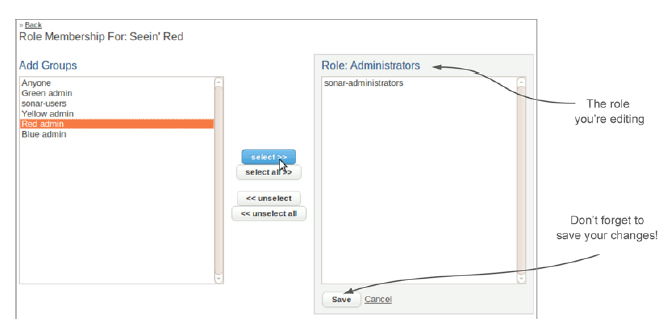 « Back
Role Membership For: Seein' Red
Add Groups
Anyone
Green admin
sonar-users
Yellow admin
Red admin
Blue admin
select >>
select all >>
<< unselect
<< unselect all
Role: Administrators
sonar-administrators
Save Cancel
The role
you're editing
Don't forget to
save your changes!